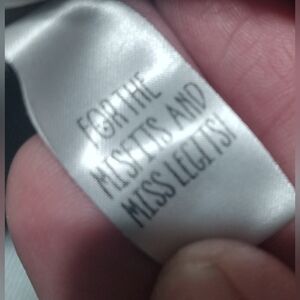 FOR THE
MISFITS AND
MISS LEGITS!